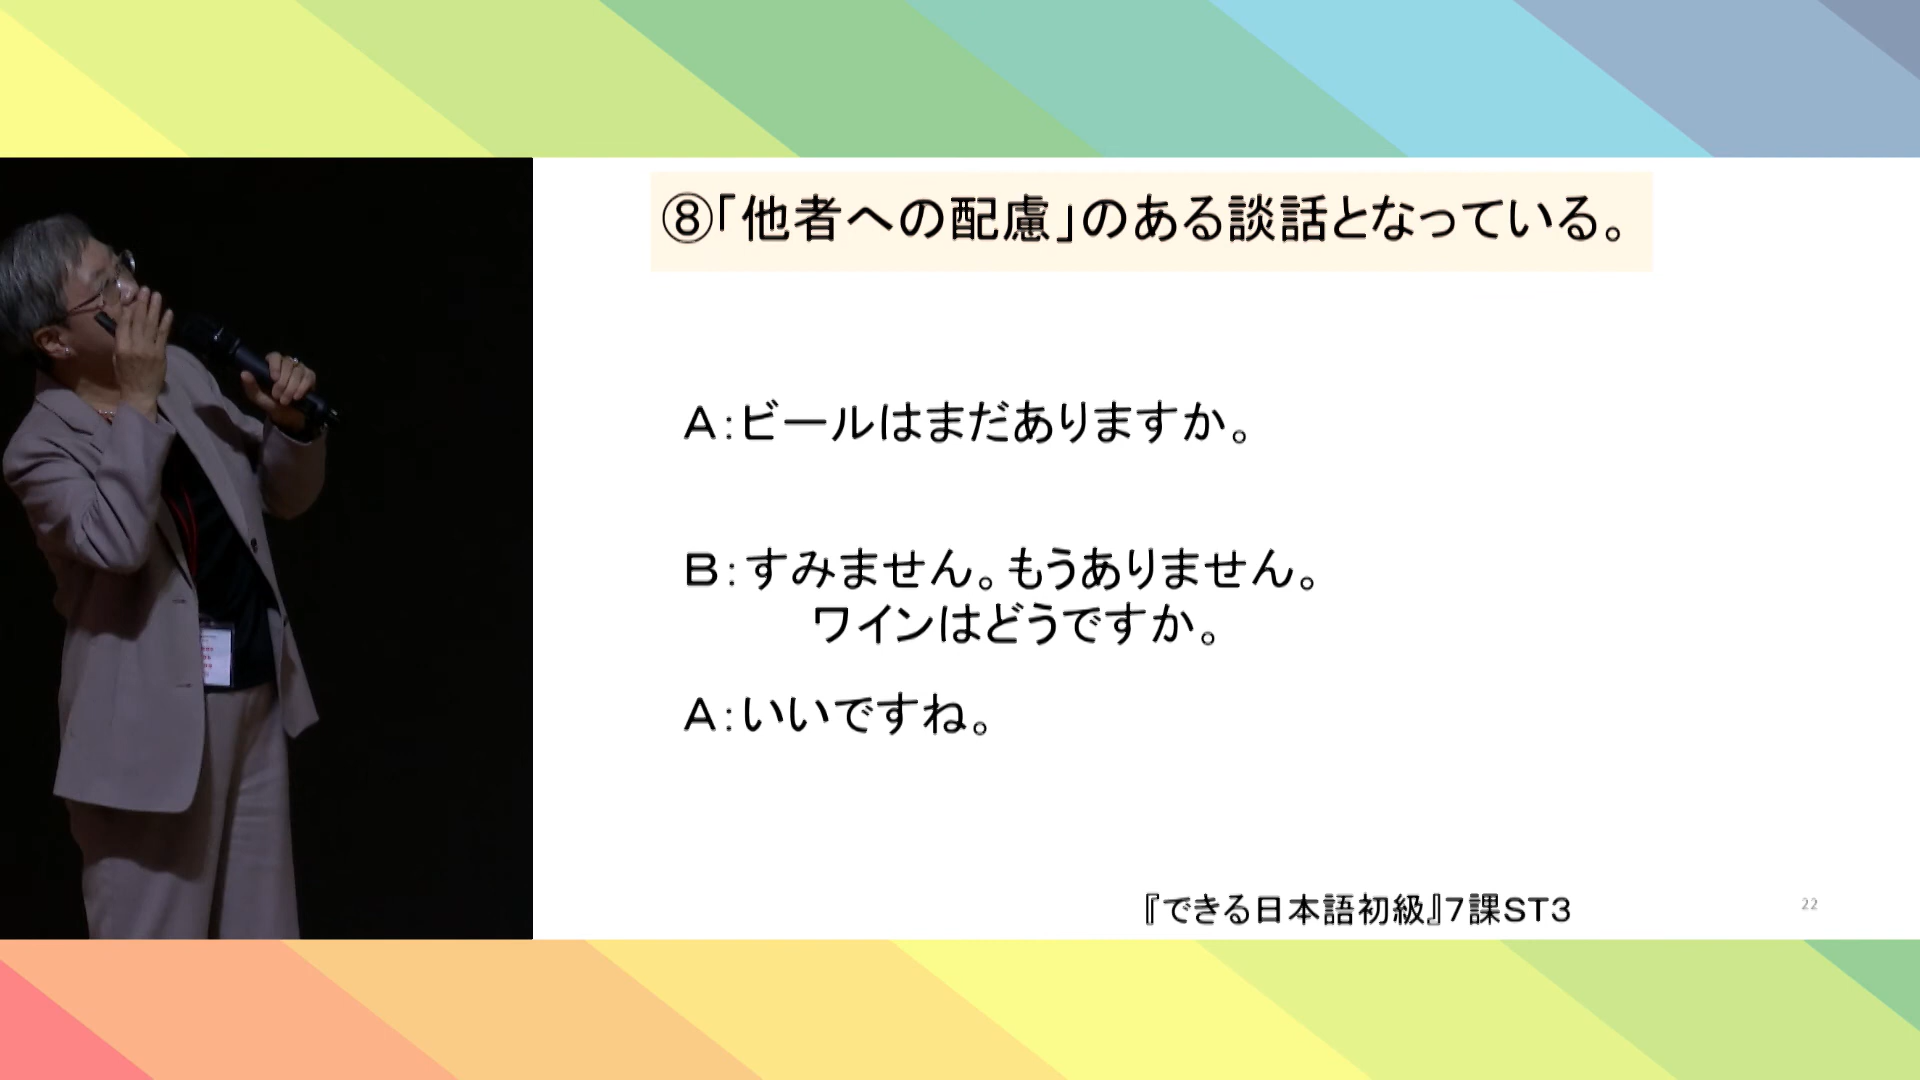 ⑧「他者への配慮」のある談話となっている。
A:ビールはまだありますか。
B:すみません。もうありません。
ワインはどうですか。
A:いいですね。
『できる日本語初級』7課ST3
22